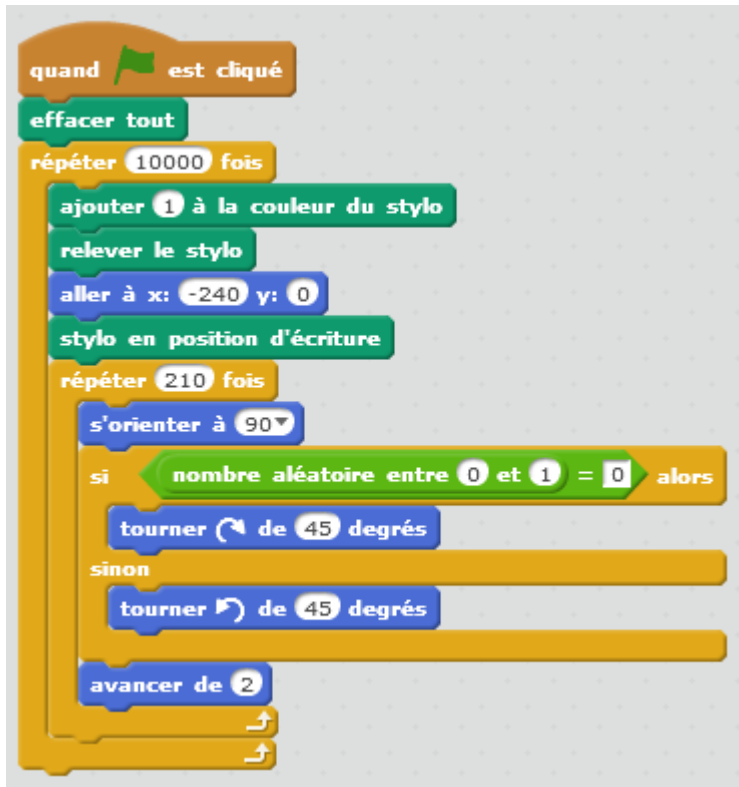 quand est cliqué
effacer tout
répéter 10000 fois
ajouter 1 à la couleur du stylo
relever le stylo
aller à x: -240 y: 0
stylo en position d'écriture
répéter 210 fois
s'orienter à 90
si nombre aléatoire entre 0 et 1 = 0 alors
tourner de 45 degrés
sinon
tourner de 45 degrés
avancer de 2